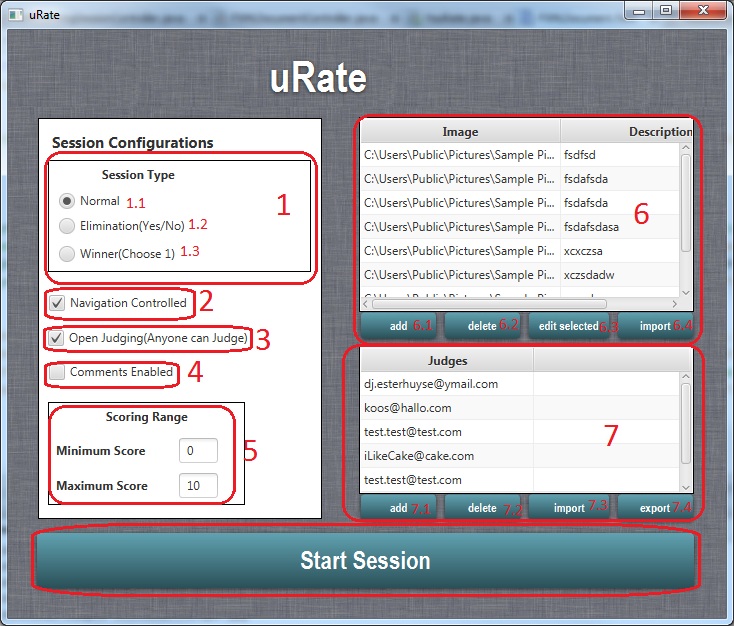 uRate
uRate
Session Configurations
Session Type
1
Normal 1.1
Elimination(Yes/No) 1.2
Winner(Choose 1) 1.3
Navigation Controlled 2
Open Judging(Anyone can Judge) 3
Comments Enabled 4
Scoring Range
5
Minimum Score 0
Maximum Score 10
Image Description
C:\Users\Public\Pictures\Sample Pi... fsdfsd
C:\Users\Public\Pictures\Sample Pi... fsdafsda
C:\Users\Public\Pictures\Sample Pi... fsdafsda
6
C:\Users\Public\Pictures\Sample Pi... fsdafsdasa
C:\Users\Public\Pictures\Sample Pi... xcxczsa
C:\Users\Public\Pictures\Sample Pi... xczsdadw
add 6.1 delete 6.2 edit selected 6.3 import 6.4
Judges
dj.esterhuyse@ymail.com
koos@hallo.com
test.test@test.com
7
iLikeCake@cake.com
test.test@test.com
add 7.1 delete 7.2 import 7.3 export 7.4
Start Session